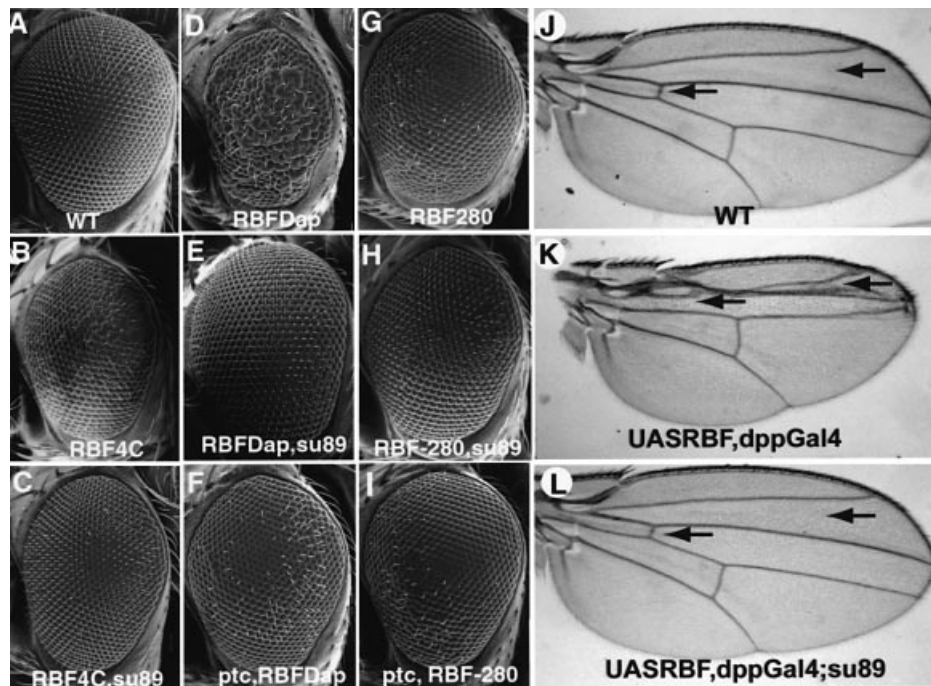 A
WT
D
RBFDap
G
RBF280
J
WT
B
RBF4C
E
RBFDap,su89
H
RBF-280,su89
K
UASRBF,dppGal4
C
RBF4C,su89
F
ptc,RBFDap
I
ptc, RBF-280
L
UASRBF,dppGal4;su89